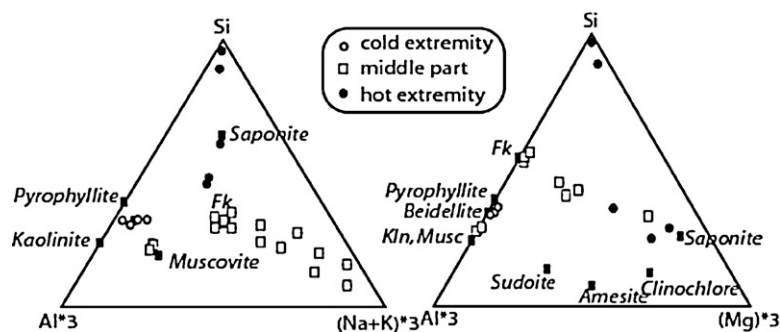 Si
Si
cold extremity
middle part
hot extremity
Saponite
Fk
Pyrophyllite
Fk
Pyrophyllite
Beidellite
Kaolinite
Kln, Musc
Saponite
Muscovite
Sudoite
Clinochlore
Amesite
Al*3
(Na+K)*3
Al*3
(Mg)*3